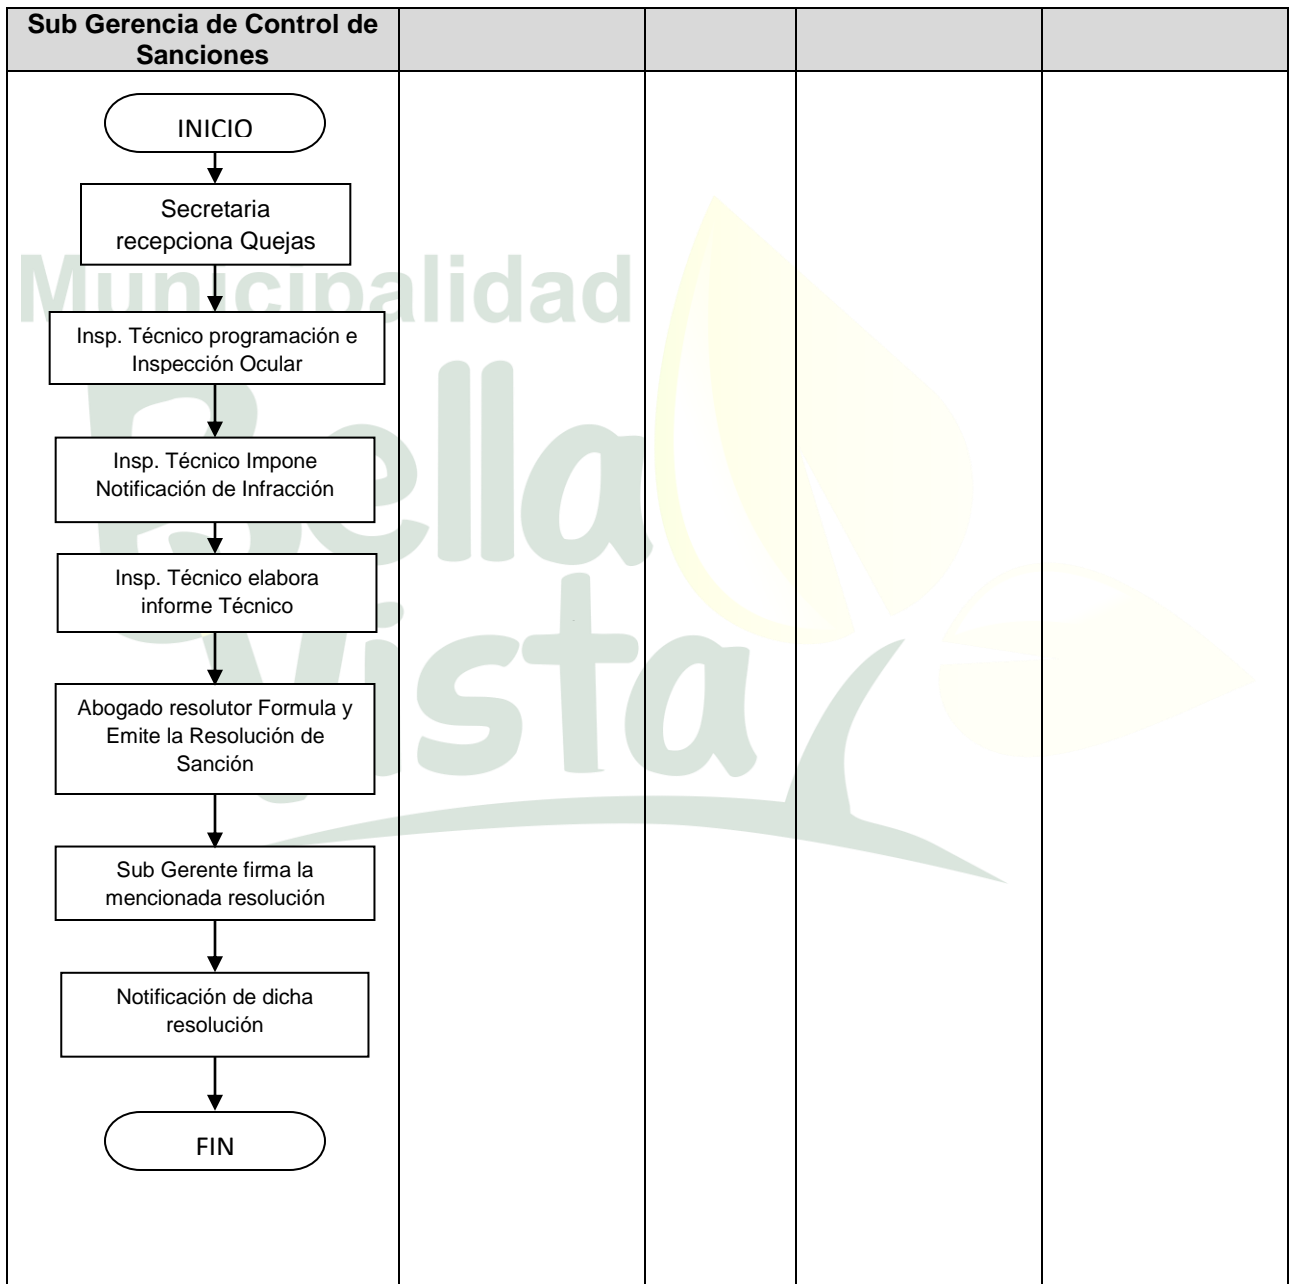 Sub Gerencia de Control de
Sanciones
INICIO
Secretaria
recepciona Quejas
Municipalidad
Insp. Técnico programación e
Inspección Ocular
Bella
Insp. Técnico Impone
Notificación de Infracción
Insp. Técnico elabora
informe Técnico
Vista
Abogado resolutor Formula y
Emite la Resolución de
Sanción
Sub Gerente firma la
mencionada resolución
Notificación de dicha
resolución
FIN